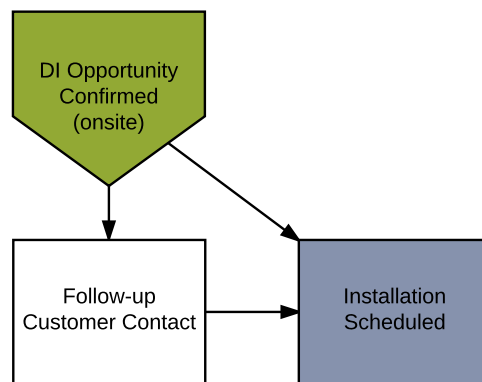 DI Opportunity
Confirmed
(onsite)
Follow-up
Customer Contact
Installation
Scheduled